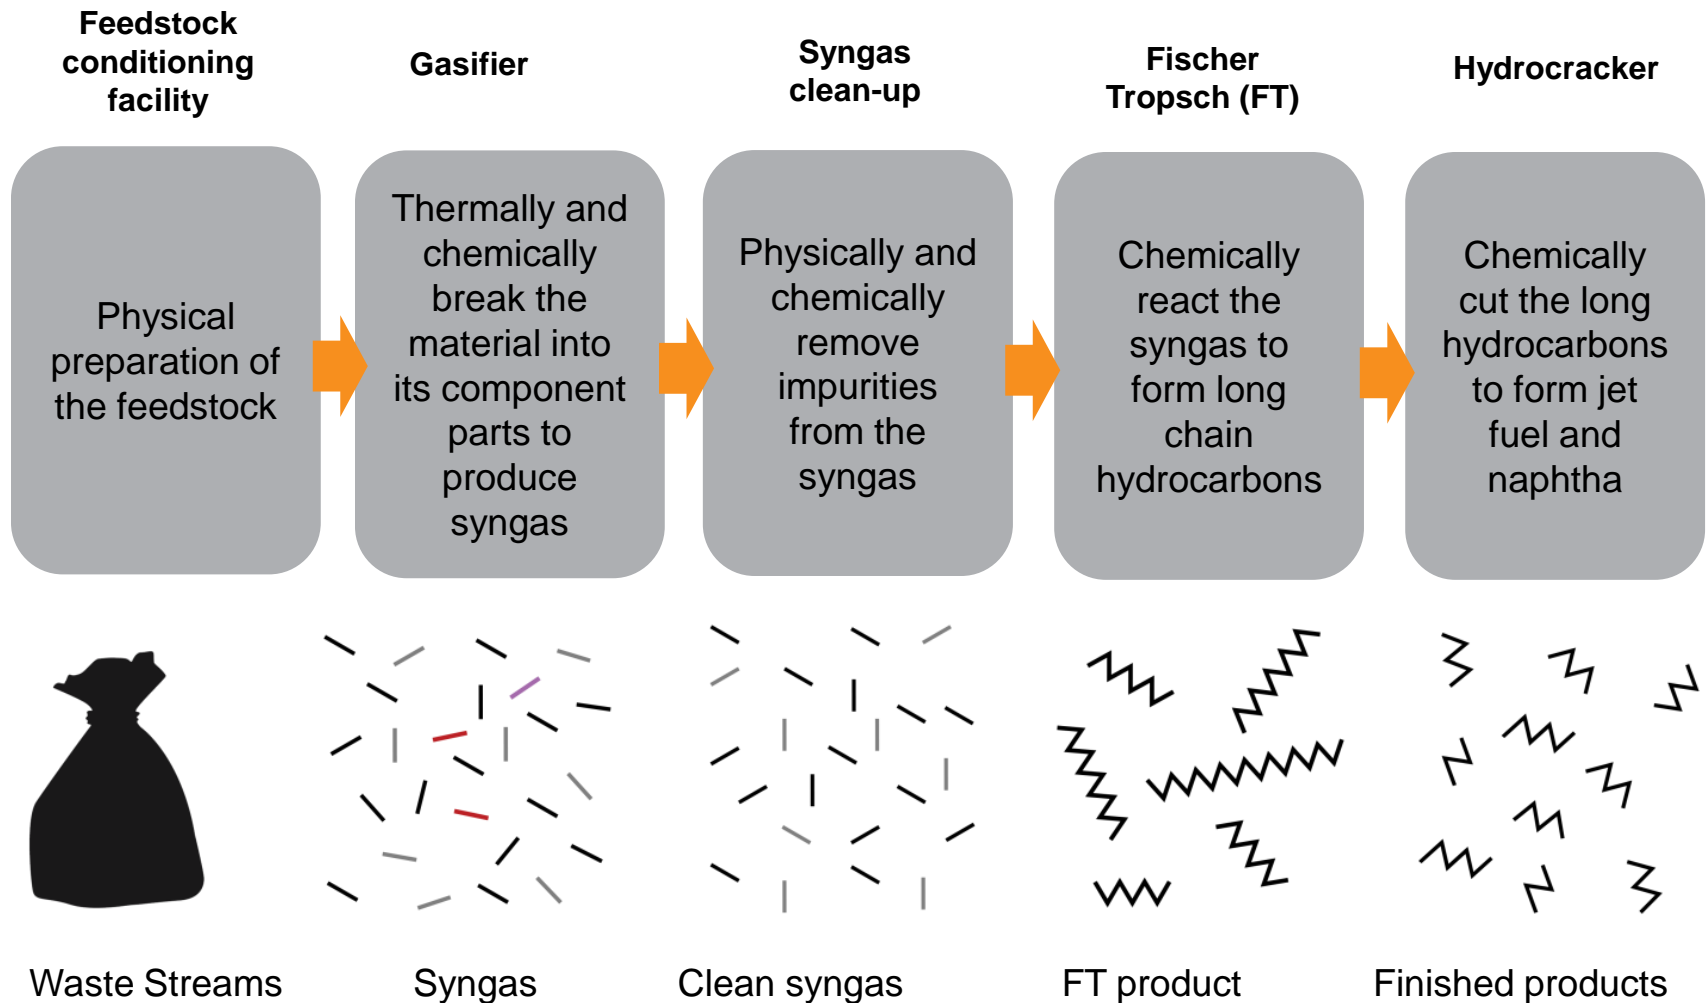 Feedstock
conditioning
facility
Gasifier
Syngas
clean-up
Fischer
Tropsch (FT)
Hydrocracker
Physical
preparation of
the feedstock
Thermally and
chemically
break the
material into
its component
parts to
produce
syngas
Physically and
chemically
remove
impurities
from the
syngas
Chemically
react the
syngas to
form long
chain
hydrocarbons
Chemically
cut the long
hydrocarbons
to form jet
fuel and
naphtha
Waste Streams
Syngas
Clean syngas
FT product
Finished products